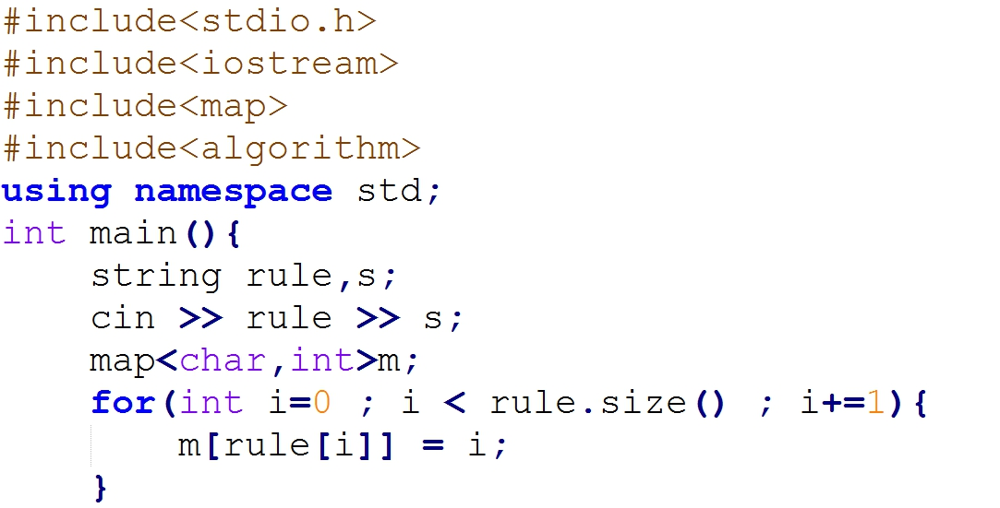 #include<stdio.h>
#include<iostream>
#include<map>
#include<algorithm>
using namespace std;
int main(){
    string rule,s;
    cin >> rule >> s;
    map<char,int>m;
    for(int i=0 ; i < rule.size() ; i+=1){
        m[rule[i]] = i;
    }